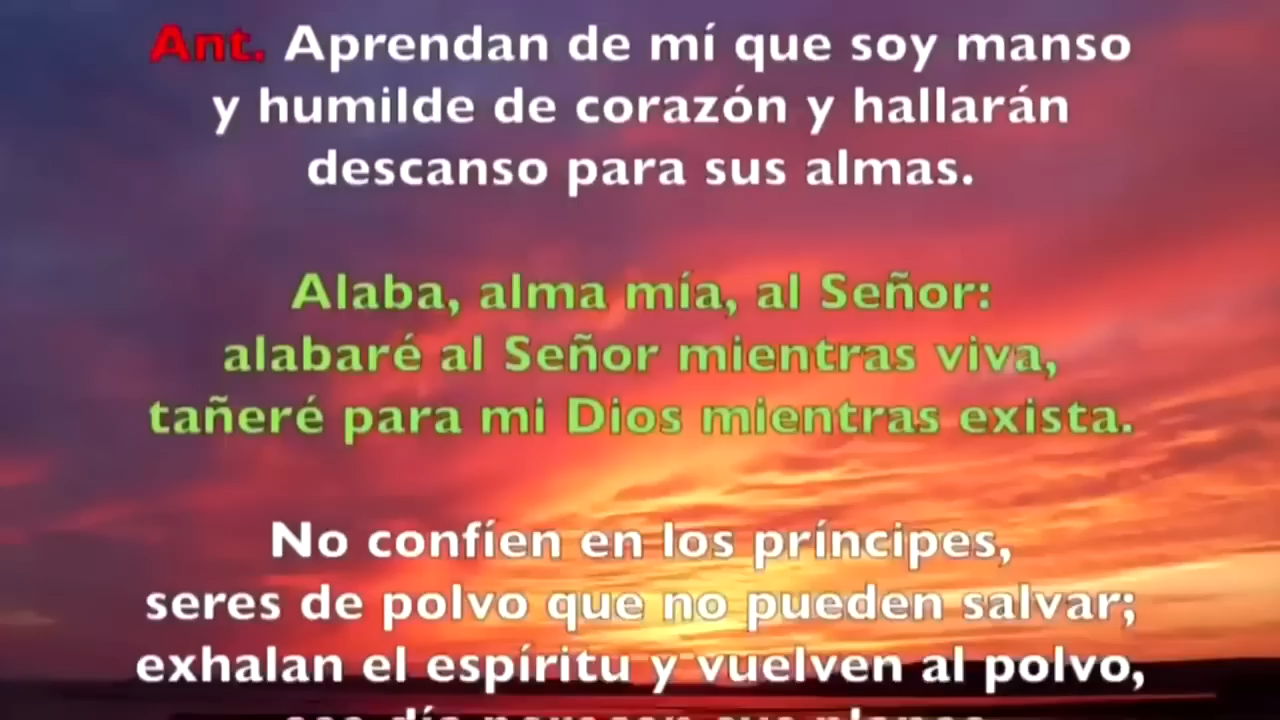 Ant. Aprendan de mí que soy manso
y humilde de corazón y hallarán
descanso para sus almas.
Alaba, alma mía, al Señor:
alabaré al Señor mientras viva,
tañeré para mi Dios mientras exista.
No confíen en los príncipes,
seres de polvo que no pueden salvar;
exhalan el espíritu y vuelven al polvo,